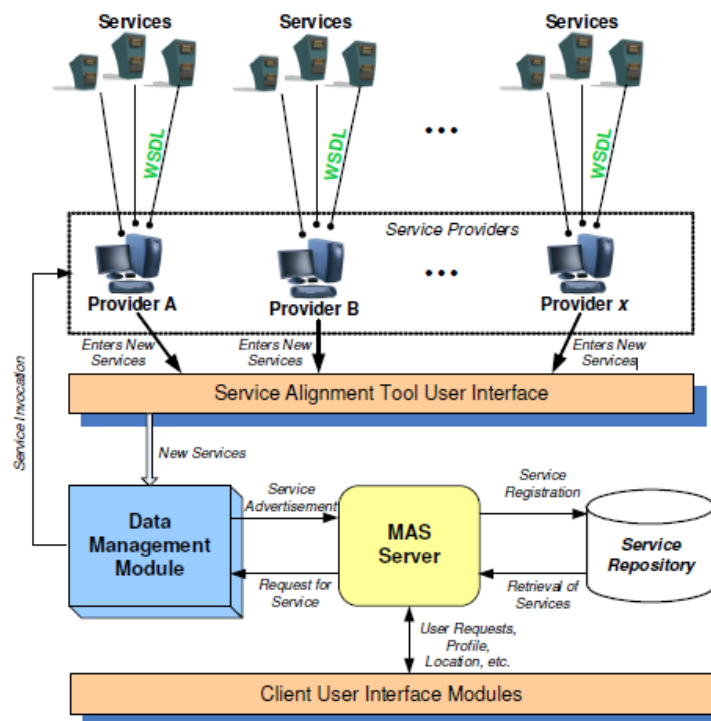 Services
Services
Services
WSDL
WSDL
WSDL
Service Providers
Provider A
Provider B
Provider x
Enters New
Services
Enters New
Services
Enters New
Services
Service Alignment Tool User Interface
Service Invocation
New Services
Data
Management
Module
Service
Advertisement
Request for
Service
MAS
Server
Service
Registration
Retrieval of
Services
Service
Repository
User Requests,
Profile,
Location, etc.
Client User Interface Modules